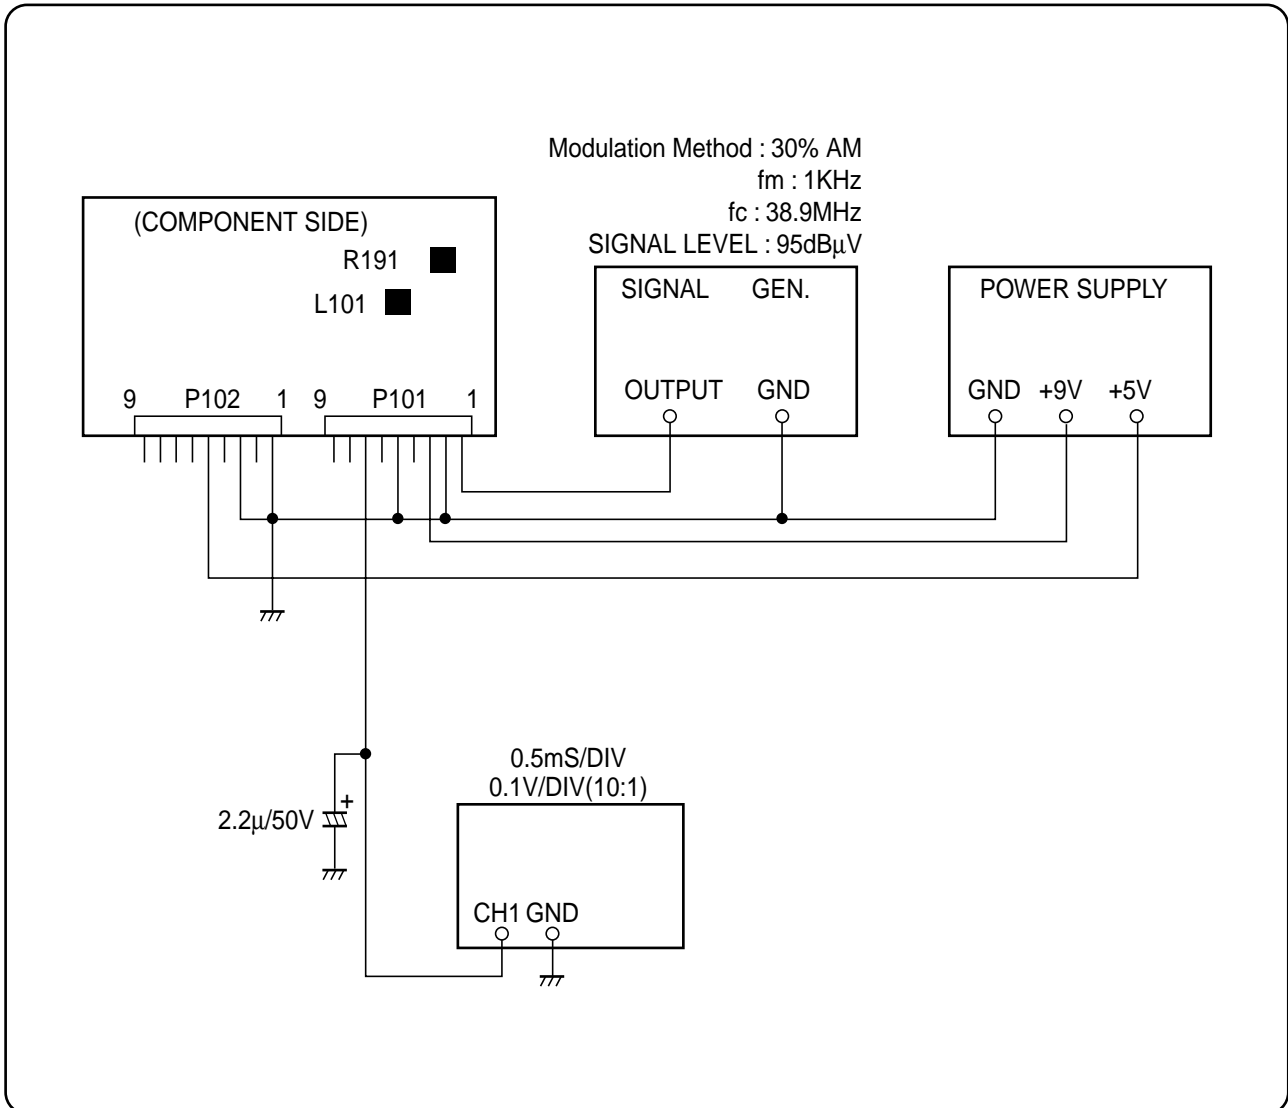 Modulation Method : 30% AM
fm : 1KHz
fc : 38.9MHz
SIGNAL LEVEL : 95dBμV
(COMPONENT SIDE)
R191
L101
9 P102 1 9 P101 1
SIGNAL GEN.
OUTPUT GND
POWER SUPPLY
GND +9V +5V
2.2μ/50V +
0.5mS/DIV
0.1V/DIV(10:1)
CH1 GND